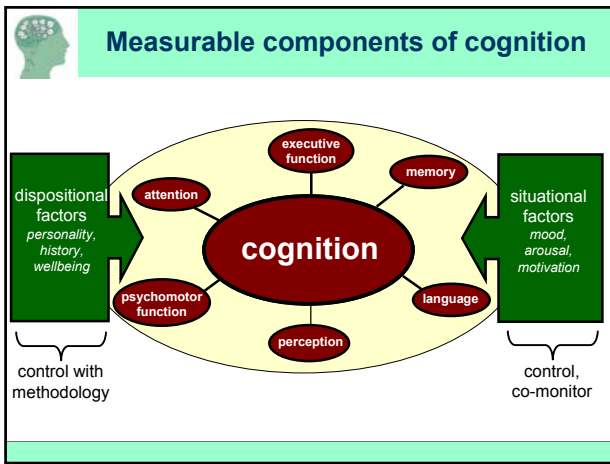 Measurable components of cognition
executive
function
memory
attention
dispositional
factors
personality,
history,
wellbeing
situational
factors
mood,
arousal,
motivation
cognition
psychomotor
function
language
perception
control with
methodology
control,
co-monitor